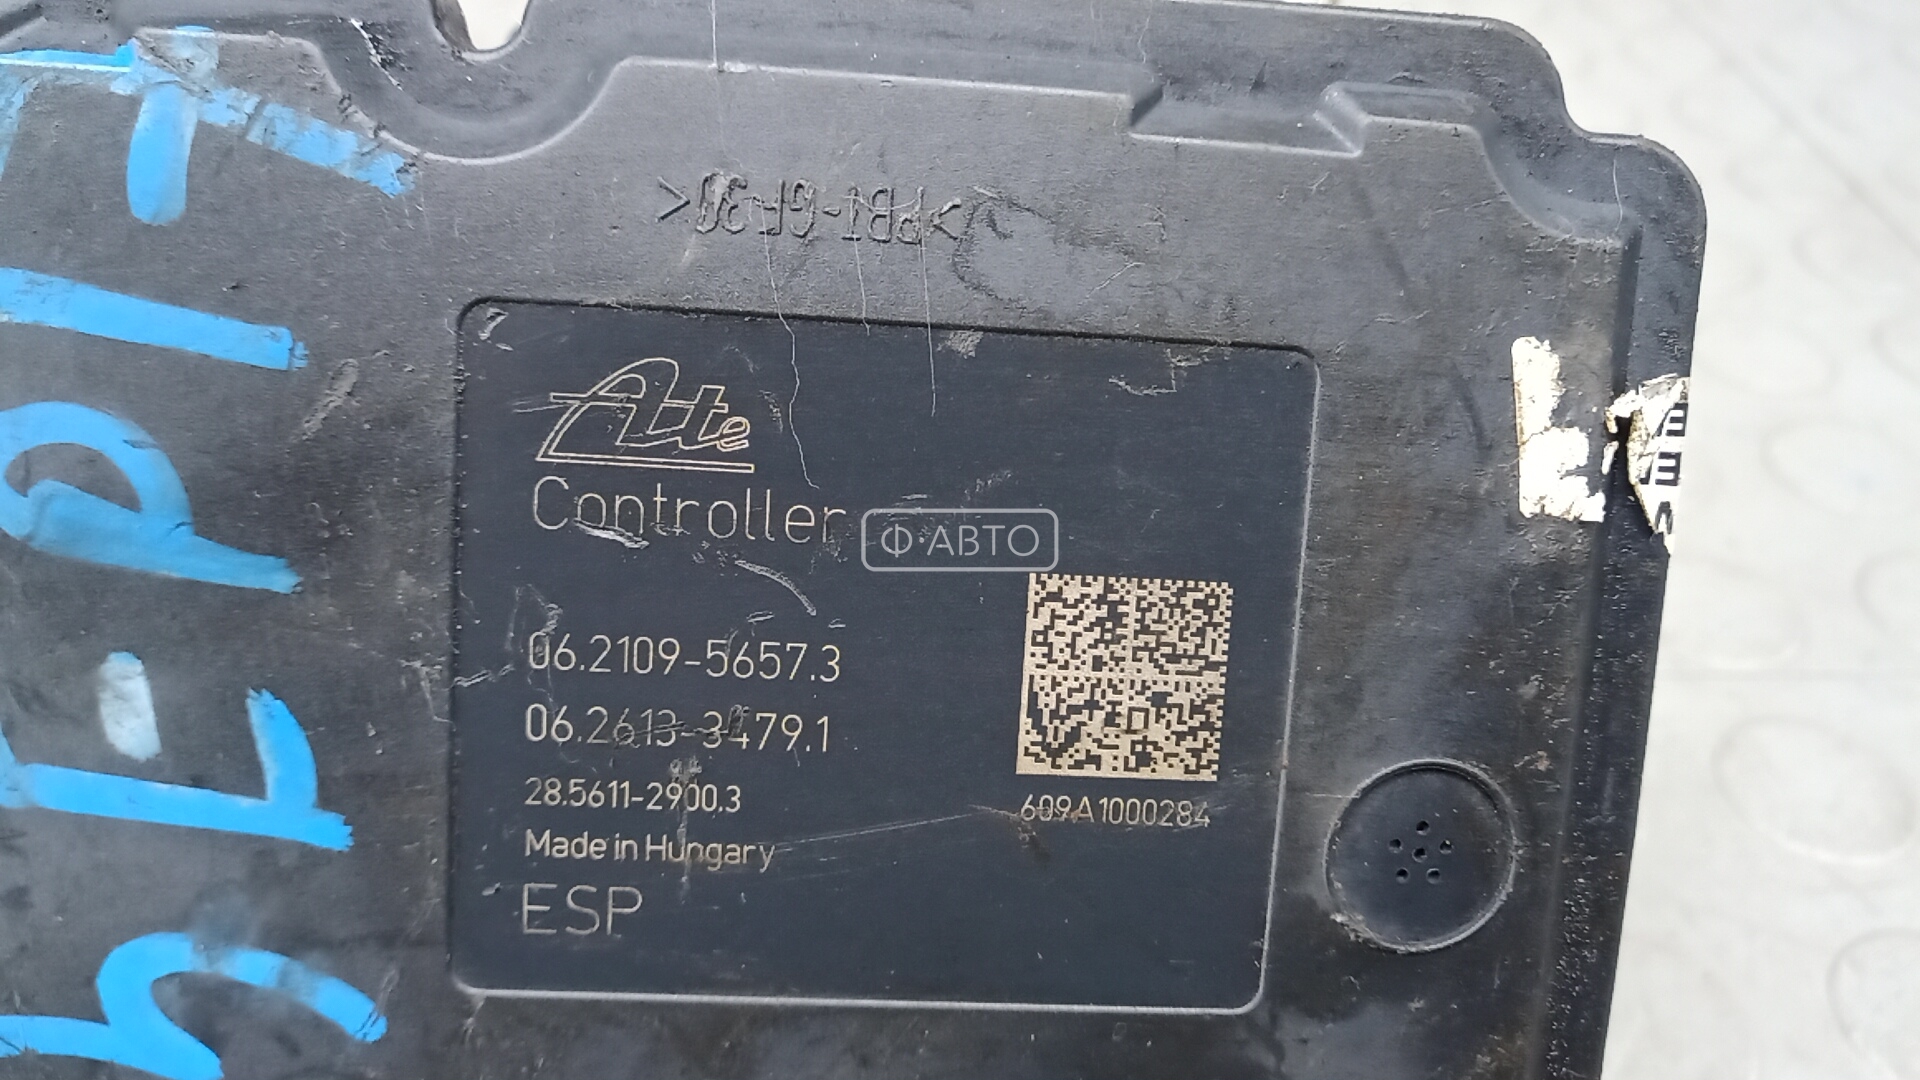 >PBT-GF30<
Ate
Controller
Ф·АВТО
06.2109-5657.3
06.2613-3479.1
28.5611-2900.3
609A1000284
Made in Hungary
ESP